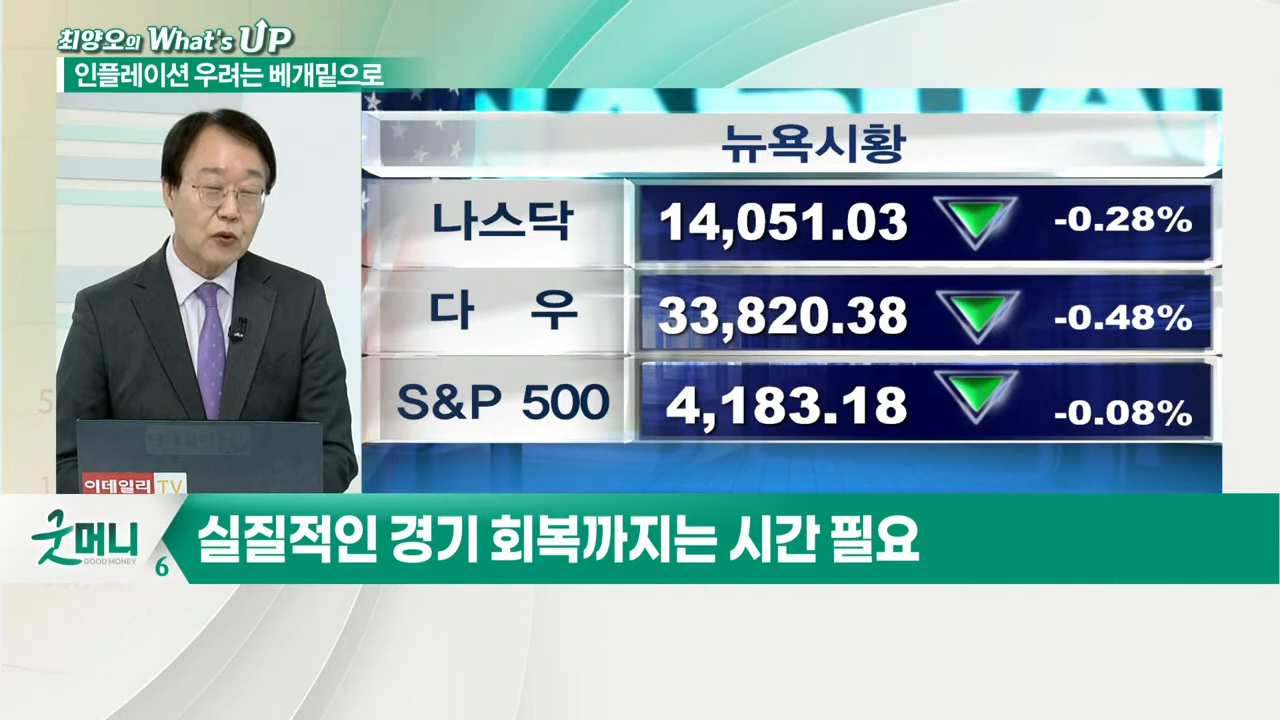 최양오의 What's UP
인플레이션 우려는 베개밑으로
뉴욕시황
나스닥 14,051.03 -0.28%
다 우 33,820.38 -0.48%
S&P 500 4,183.18 -0.08%
이데일리 TV
굿머니 실질적인 경기 회복까지는 시간 필요
GOOD MONEY 6